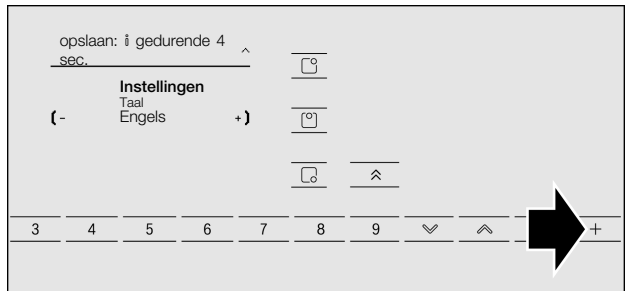 opslaan: i gedurende 4
sec.
Instellingen
Taal
- Engels +
3 4 5 6 7 8 9 +